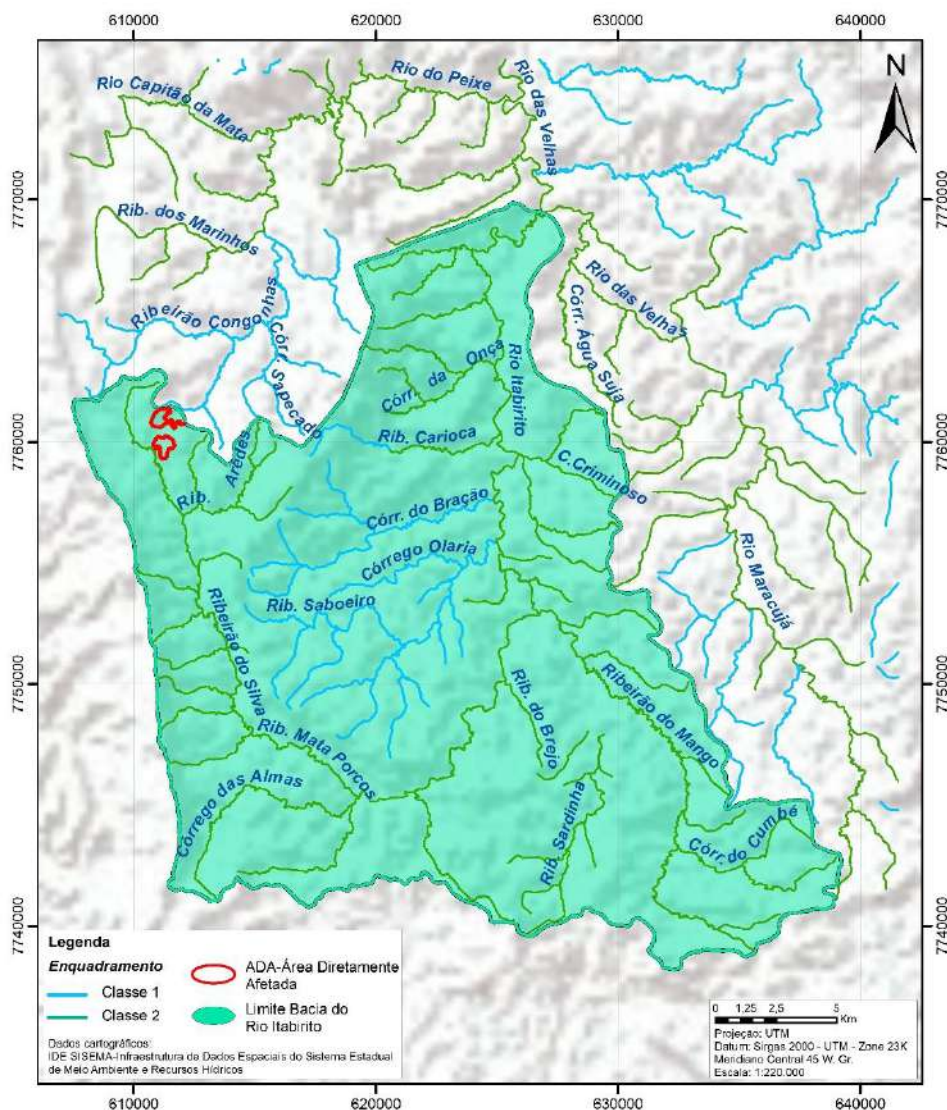 610000 620000 630000 640000
N
Rio do Peixe
Rio Capitão da Mata
Rio das Velhas
7770000 7770000
Rib. dos Marinhos
Rio das Velhas
Ribeirão Congonhas
Córr. Sapecado
Córr. Água Suja
Córr. da Onça
Rio Itabirito
7760000 7760000
Rib. Carioca
Rib. Arêdes
C.Criminoso
Córr. do Bração
Córrego Olaria
Rio Maracujá
Rib. Saboeiro
Ribeirão do Silva
7750000 7750000
Rib. Mata Porcos
Rib. do Brejo
Ribeirão do Mango
Córrego das Almas
Rib. Sardinha
Córr. do Cumbé
7740000 7740000
Legenda
Enquadramento
Classe 1
Classe 2
ADA-Área Diretamente
Afetada
Limite Bacia do
Rio Itabirito
Dados cartográficos:
IDE SISEMA-Infraestrutura de Dados Espaciais do Sistema Estadual
de Meio Ambiente e Recursos Hídricos
0 1,25 2,5 5
Km
Projeção: UTM
Datum: Sirgas 2000 - UTM - Zone 23K
Meridiano Central 45 W. Gr.
Escala: 1:220.000
610000 620000 630000 640000